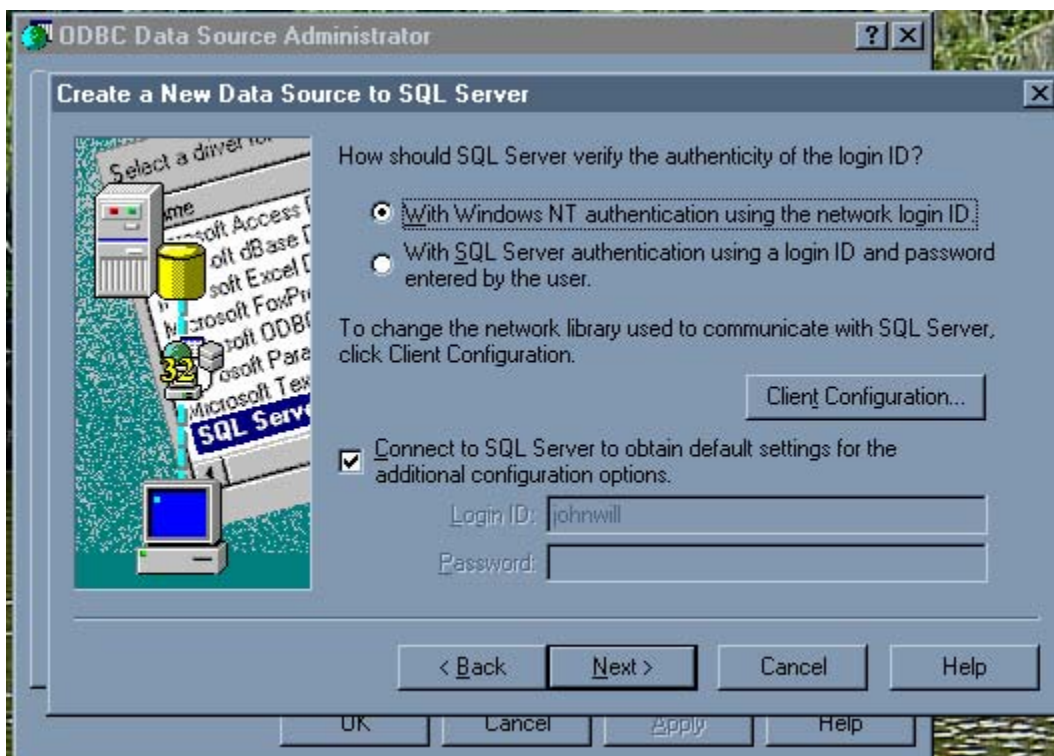 ODBC Data Source Administrator
Create a New Data Source to SQL Server
Select a driver
SQL
How should SQL Server verify the authenticity of the login ID?
With Windows NT authentication using the network login ID.
With SQL Server authentication using a login ID and password
entered by the user.
To change the network library used to communicate with SQL Server,
click Client Configuration.
Client Configuration...
Connect to SQL Server to obtain default settings for the
additional configuration options.
Login ID: johnwill
Password:
32
< Back Next > Cancel Help
OK Cancel Apply Help